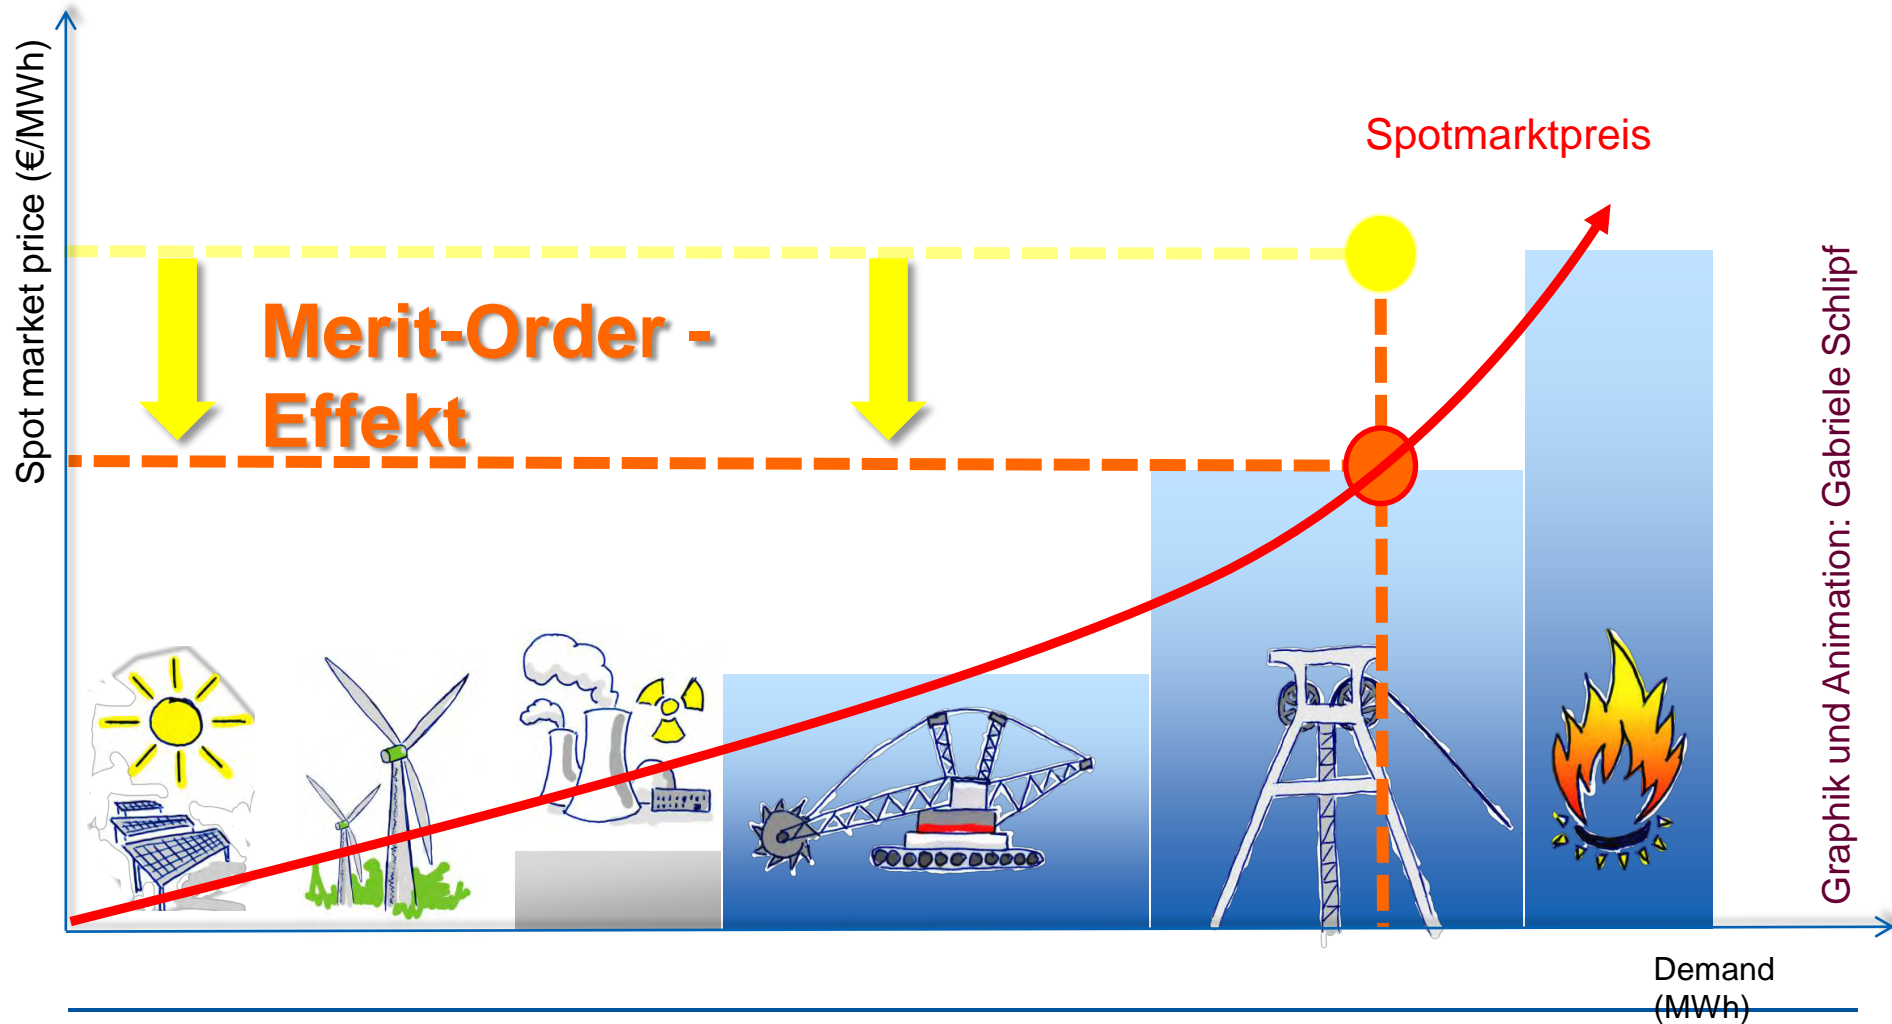 Spot market price (€/MWh)
Spotmarktpreis
Merit-Order -
Effekt
Graphik und Animation: Gabriele Schlipf
Demand
(MWh)